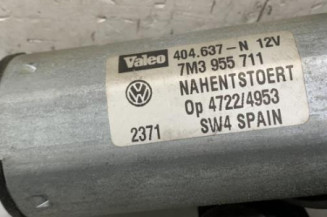 Valeo 404.637-N 12V
7M3 955 711
NAHENTSTOERT
Op 4722/4953
2371 SW4 SPAIN